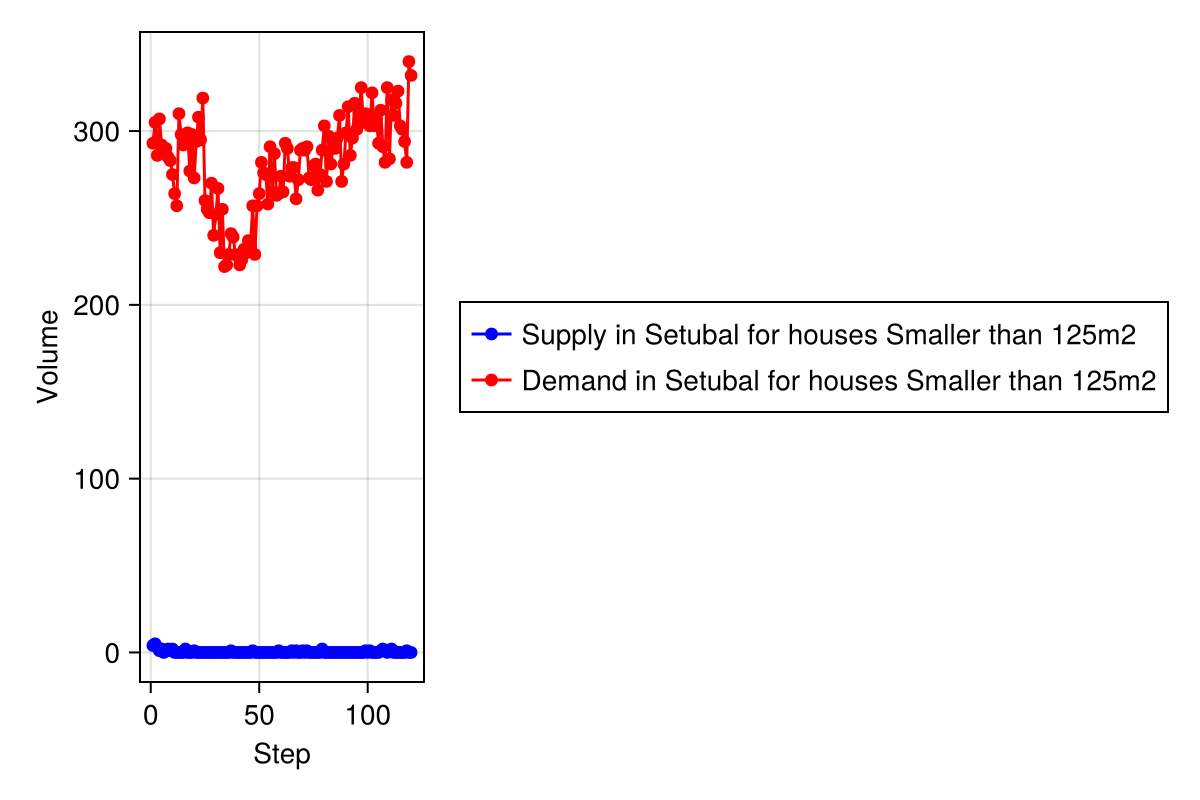 300
200
100
0
Volume
0 50 100
Step
Supply in Setubal for houses Smaller than 125m2
Demand in Setubal for houses Smaller than 125m2